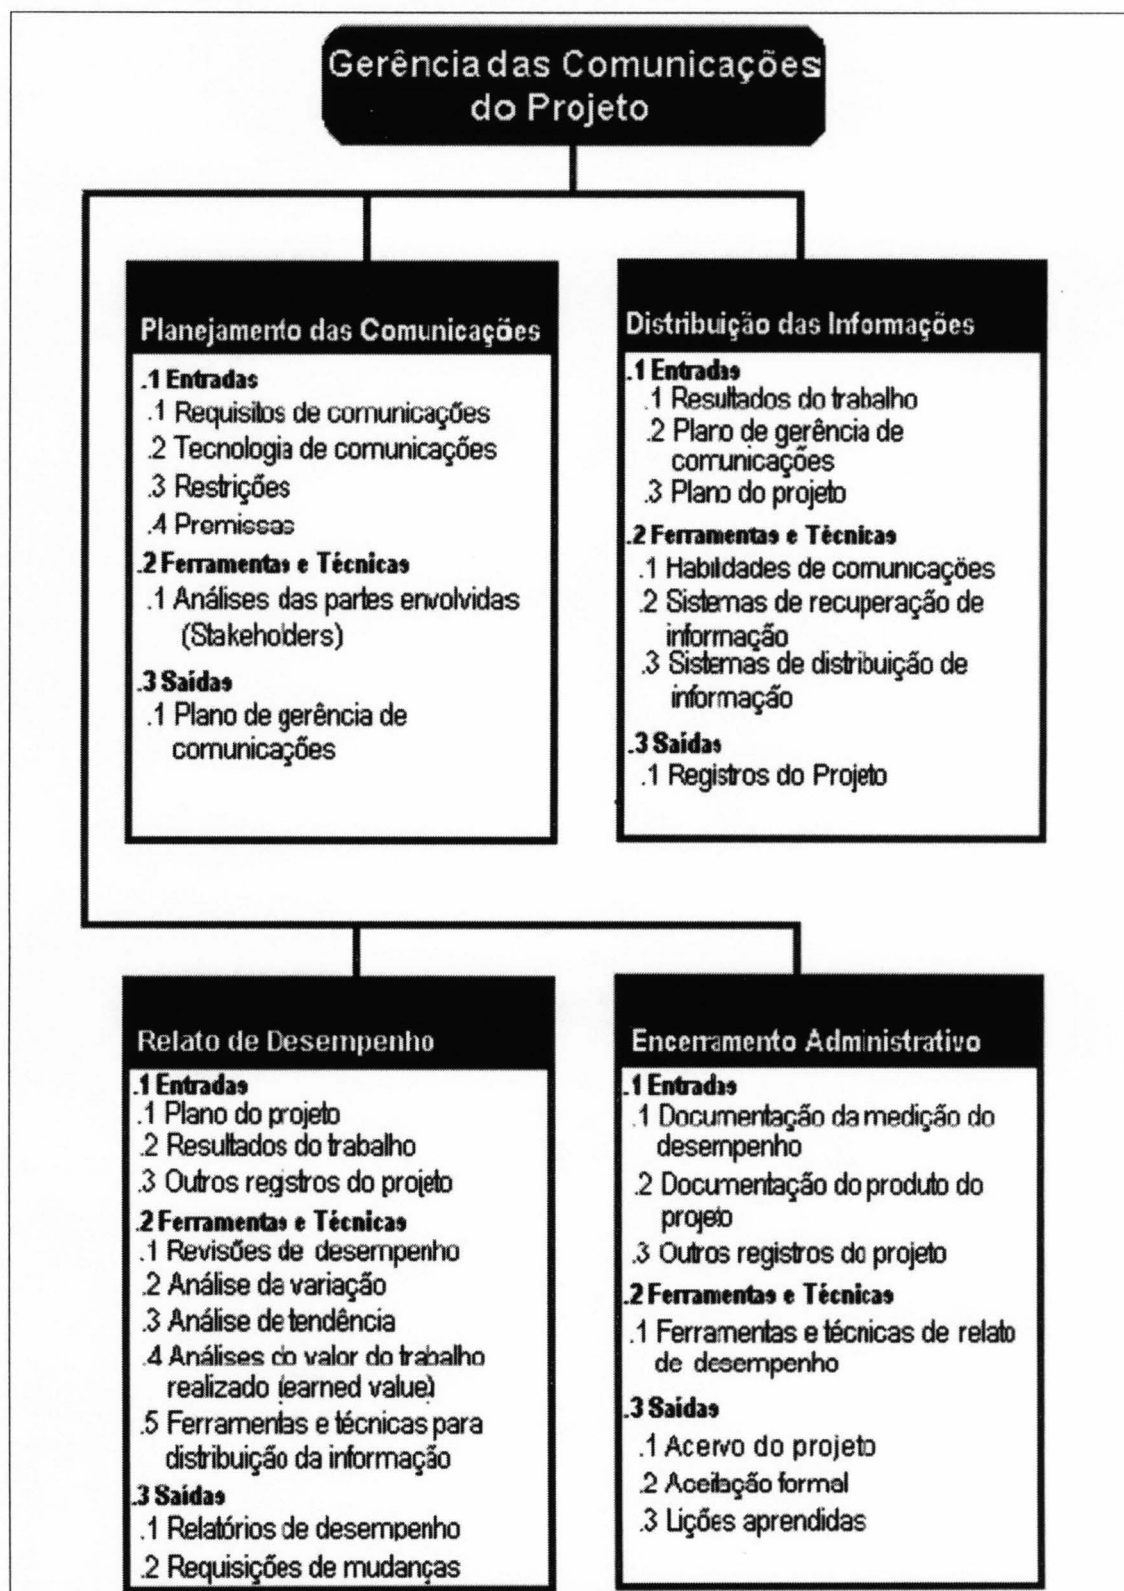 Gerência das Comunicações
do Projeto
Planejamento das Comunicações
.1 Entradas
.1 Requisitos de comunicações
.2 Tecnologia de comunicações
.3 Restrições
.4 Premissas
.2 Ferramentas e Técnicas
.1 Análises das partes envolvidas
(Stakeholders)
.3 Saídas
.1 Plano de gerência de
comunicações
Distribuição das Informações
.1 Entradas
.1 Resultados do trabalho
.2 Plano de gerência de
comunicações
.3 Plano do projeto
.2 Ferramentas e Técnicas
.1 Habilidades de comunicações
.2 Sistemas de recuperação de
informação
.3 Sistemas de distribuição de
informação
.3 Saídas
.1 Registros do Projeto
Relato de Desempenho
.1 Entradas
.1 Plano do projeto
.2 Resultados do trabalho
.3 Outros registros do projeto
.2 Ferramentas e Técnicas
.1 Revisões de desempenho
.2 Análise da variação
.3 Análise de tendência
.4 Análises do valor do trabalho
realizado (earned value)
.5 Ferramentas e técnicas para
distribuição da informação
.3 Saídas
.1 Relatórios de desempenho
.2 Requisições de mudanças
Encerramento Administrativo
.1 Entradas
.1 Documentação da medição do
desempenho
.2 Documentação do produto do
projeto
.3 Outros registros do projeto
.2 Ferramentas e Técnicas
.1 Ferramentas e técnicas de relato
de desempenho
.3 Saídas
.1 Acervo do projeto
.2 Aceitação formal
.3 Lições aprendidas